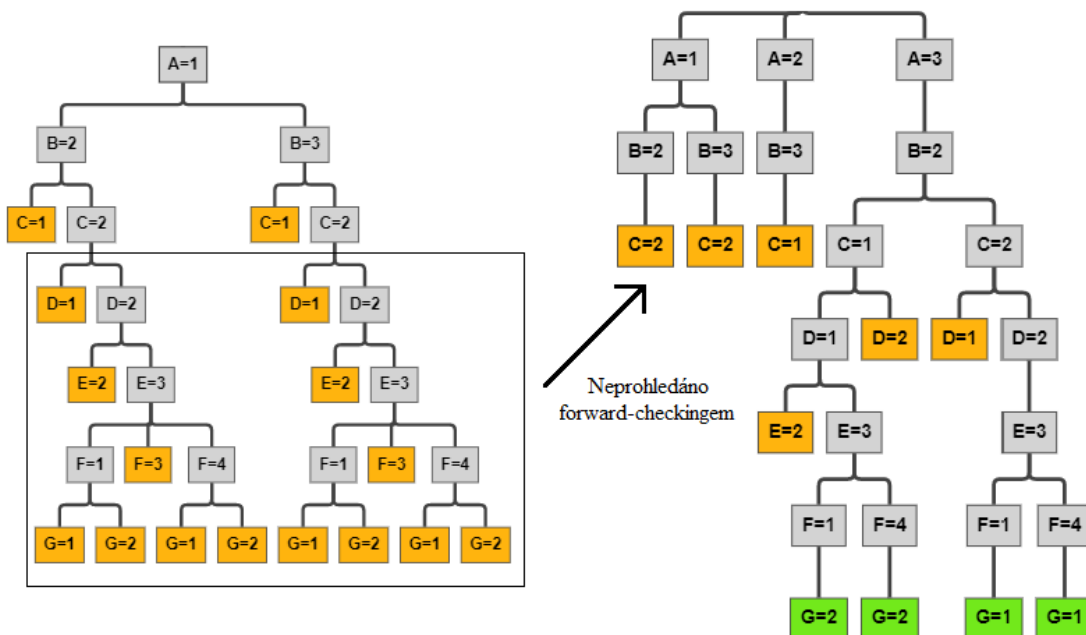 A=1
B=2 B=3
C=1 C=2 C=1 C=2
D=1 D=2 D=1 D=2
E=2 E=3 E=2 E=3
F=1 F=3 F=4 F=1 F=3 F=4
G=1 G=2 G=1 G=2 G=1 G=2 G=1 G=2
Neprohledáno
forward-checkingem
A=1 A=2 A=3
B=2 B=3 B=3 B=2
C=2 C=2 C=1 C=1 C=2
D=1 D=2 D=1 D=2
E=2 E=3 E=3
F=1 F=4 F=1 F=4
G=2 G=2 G=1 G=1